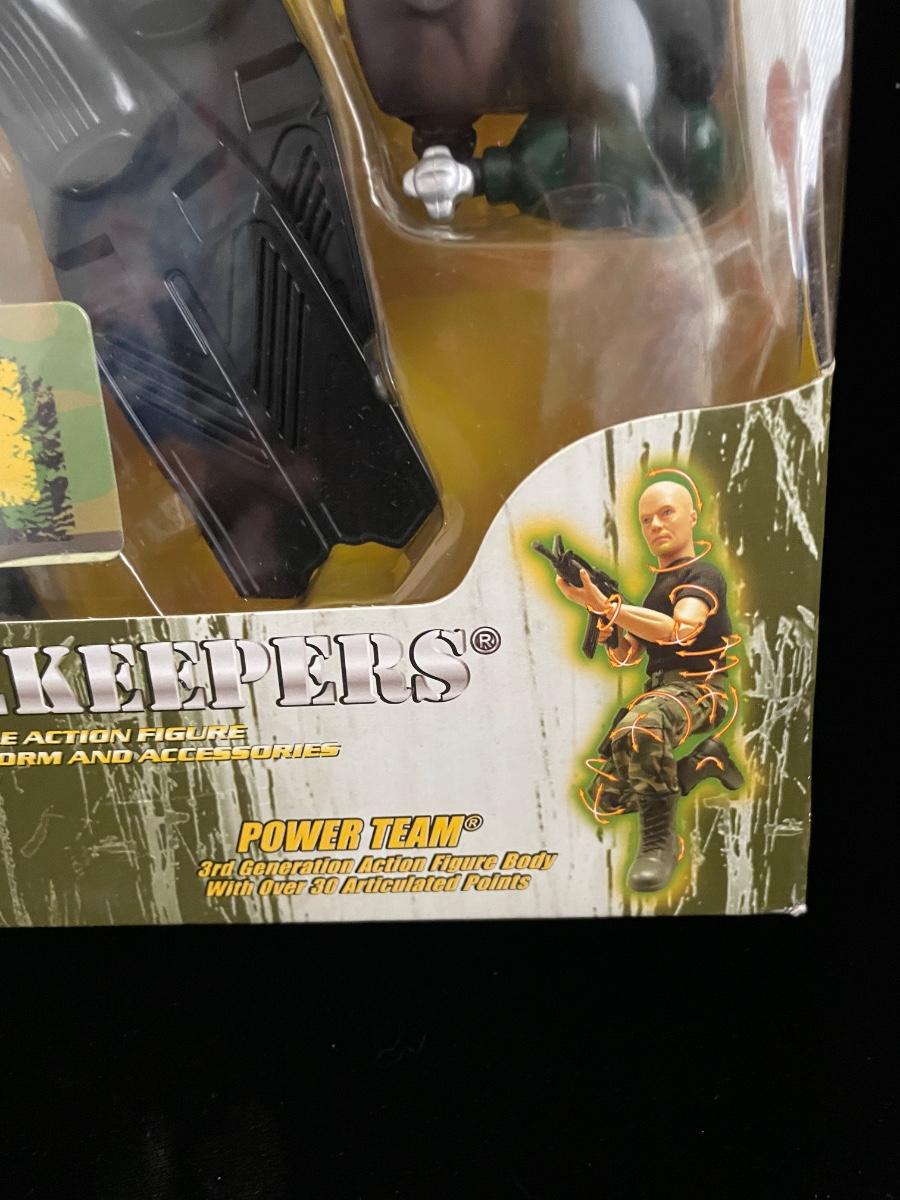 KEEPERS®
E ACTION FIGURE
ORM AND ACCESSORIES
POWER TEAM®
3rd Generation Action Figure Body
With Over 30 Articulated Points